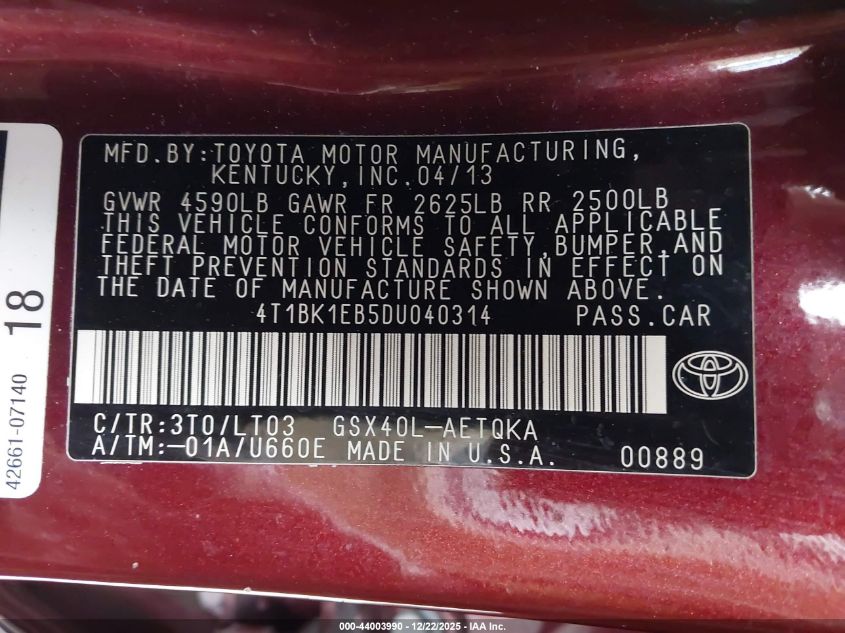 MFD.BY:TOYOTA MOTOR MANUFACTURING,
KENTUCKY,INC.04/13
GVWR 4590LB GAWR FR 2625LB RR 2500LB
THIS VEHICLE CONFORMS TO ALL APPLICABLE
FEDERAL MOTOR VEHICLE SAFETY,BUMPER,AND
THEFT PREVENTION STANDARDS IN EFFECT ON
THE DATE OF MANUFACTURE SHOWN ABOVE.
4T1BK1EB5DU040314 PASS.CAR
C/TR:3T0/LT03 GSX40L-AETQKA
A/TM:-01A/U660E MADE IN U.S.A. 00889
18
42661-07140
000-44003990 • 12/22/2025 — IAA Inc.